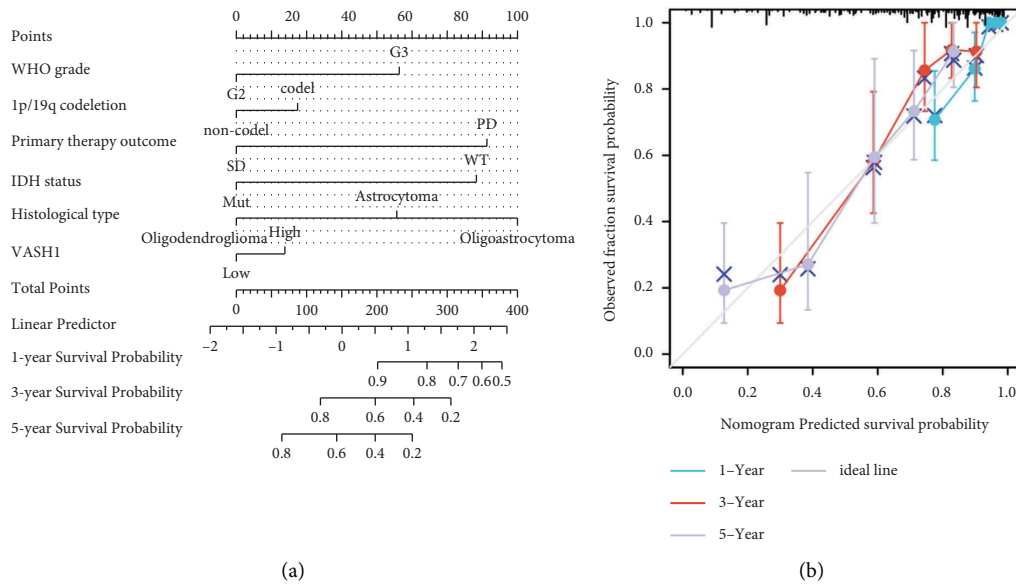 0 20 40 60 80 100
Points
G3
WHO grade
G2 codel
1p/19q codeletion
non-codel PD
Primary therapy outcome
SD WT
IDH status
Mut Astrocytoma
Histological type
Oligodendroglioma High Oligoastrocytoma
VASH1
Low
Total Points
0 100 200 300 400
Linear Predictor
−2 −1 0 1 2
1-year Survival Probability
0.9 0.8 0.7 0.6 0.5
3-year Survival Probability
0.8 0.6 0.4 0.2
5-year Survival Probability
0.8 0.6 0.4 0.2
(a)
(b)
Observed fraction survival probability
1.0
0.8
0.6
0.4
0.2
0.0
0.0 0.2 0.4 0.6 0.8 1.0
Nomogram Predicted survival probability
1−Year ideal line
3−Year
5−Year
(b)